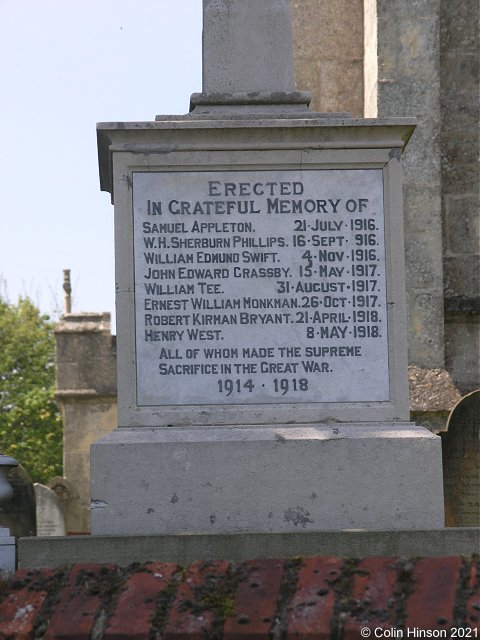 ERECTED
IN GRATEFUL MEMORY OF
SAMUEL APPLETON. 21·JULY·1916.
W.H.SHERBURN PHILLIPS. 16·SEPT· 916.
WILLIAM EDMUND SWIFT. 4·NOV·1916.
JOHN EDWARD GRASSBY. 15·MAY·1917.
WILLIAM TEE. 31·AUGUST·1917.
ERNEST WILLIAM MONKMAN. 26·OCT·1917.
ROBERT KIRMAN BRYANT. 21·APRIL·1918.
HENRY WEST. 8·MAY·1918.
ALL OF WHOM MADE THE SUPREME
SACRIFICE IN THE GREAT WAR.
1914 · 1918
© Colin Hinson 2021